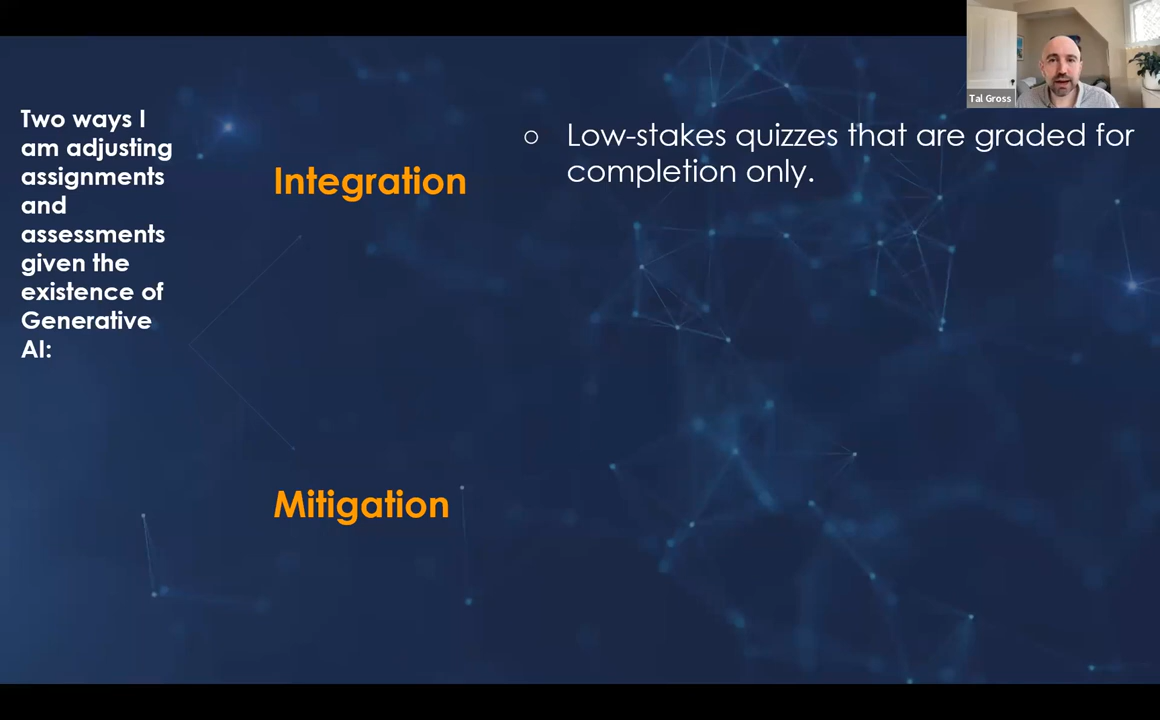 Two ways I
am adjusting
assignments
and
assessments
given the
existence of
Generative
AI:
Integration
○ Low-stakes quizzes that are graded for
completion only.
Mitigation
Tal Gross